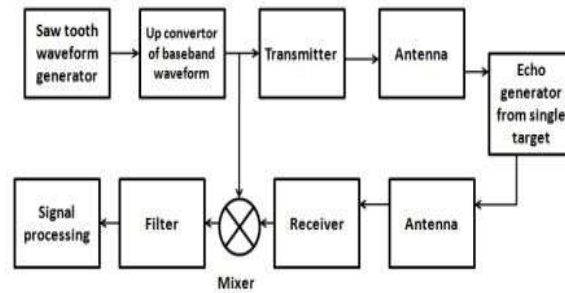 Saw tooth
waveform
generator
Up convertor
of baseband
waveform
Transmitter
Antenna
Echo
generator
from single
target
Signal
processing
Filter
Mixer
Receiver
Antenna